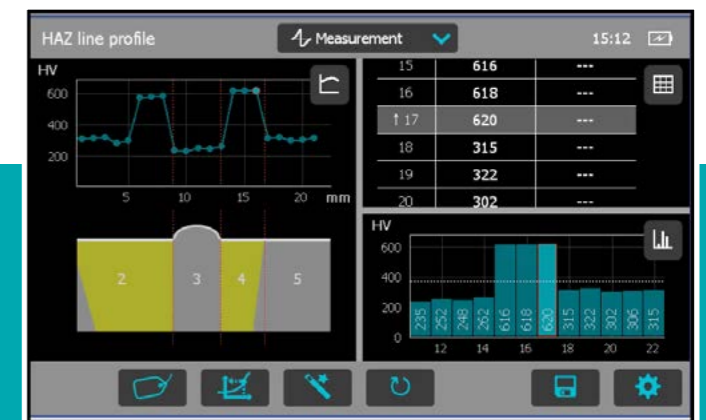 HAZ line profile
Measurement
15:12
HV
600
400
200
5 10 15 20 mm
2 3 4 5
15 616 ---
16 618 ---
↑ 17 620 ---
18 315 ---
19 322 ---
20 302 ---
HV
600
400
200
0
235 252 248 262 616 618 620 315 322 302 306 315
12 14 16 18 20 22